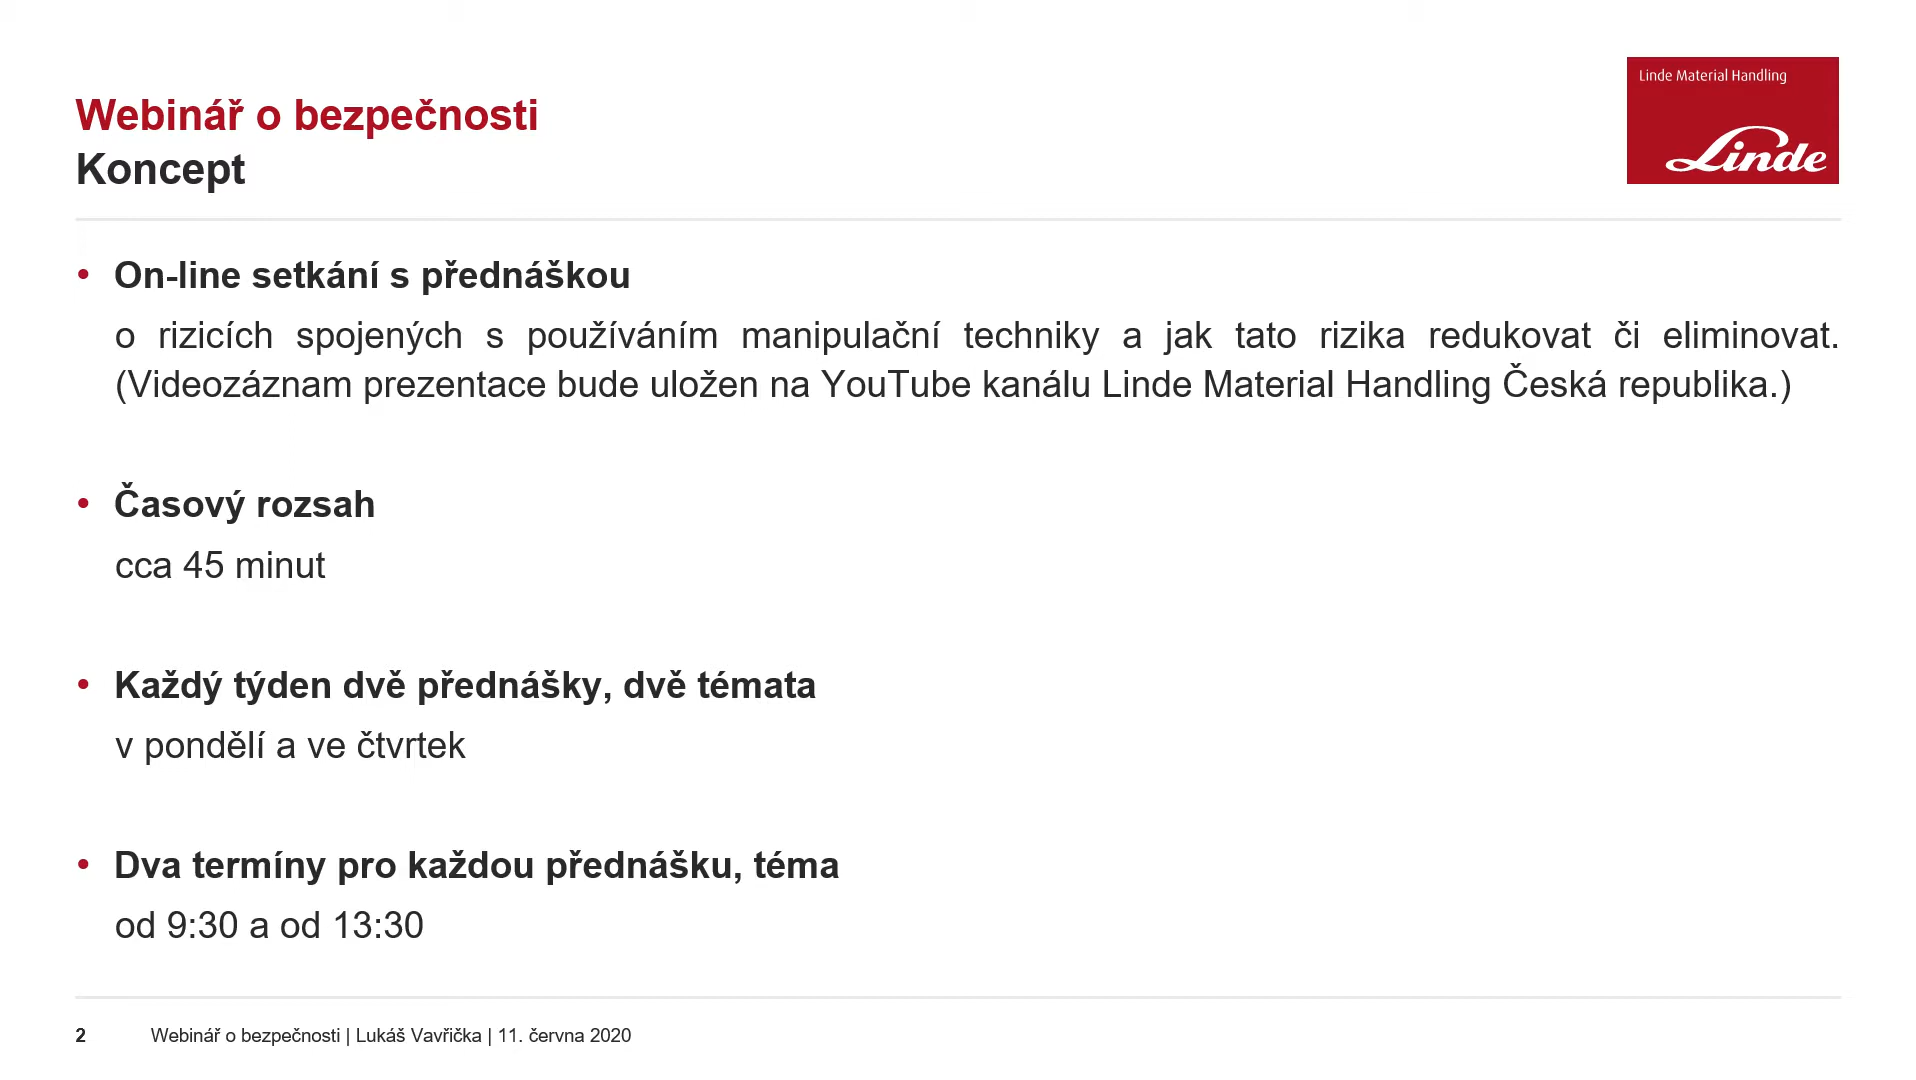 Linde Material Handling
Linde
Webinář o bezpečnosti
Koncept
• On-line setkání s přednáškou
o rizicích spojených s používáním manipulační techniky a jak tato rizika redukovat či eliminovat.
(Videozáznam prezentace bude uložen na YouTube kanálu Linde Material Handling Česká republika.)
• Časový rozsah
cca 45 minut
• Každý týden dvě přednášky, dvě témata
v pondělí a ve čtvrtek
• Dva termíny pro každou přednášku, téma
od 9:30 a od 13:30
2 Webinář o bezpečnosti | Lukáš Vavřička | 11. června 2020